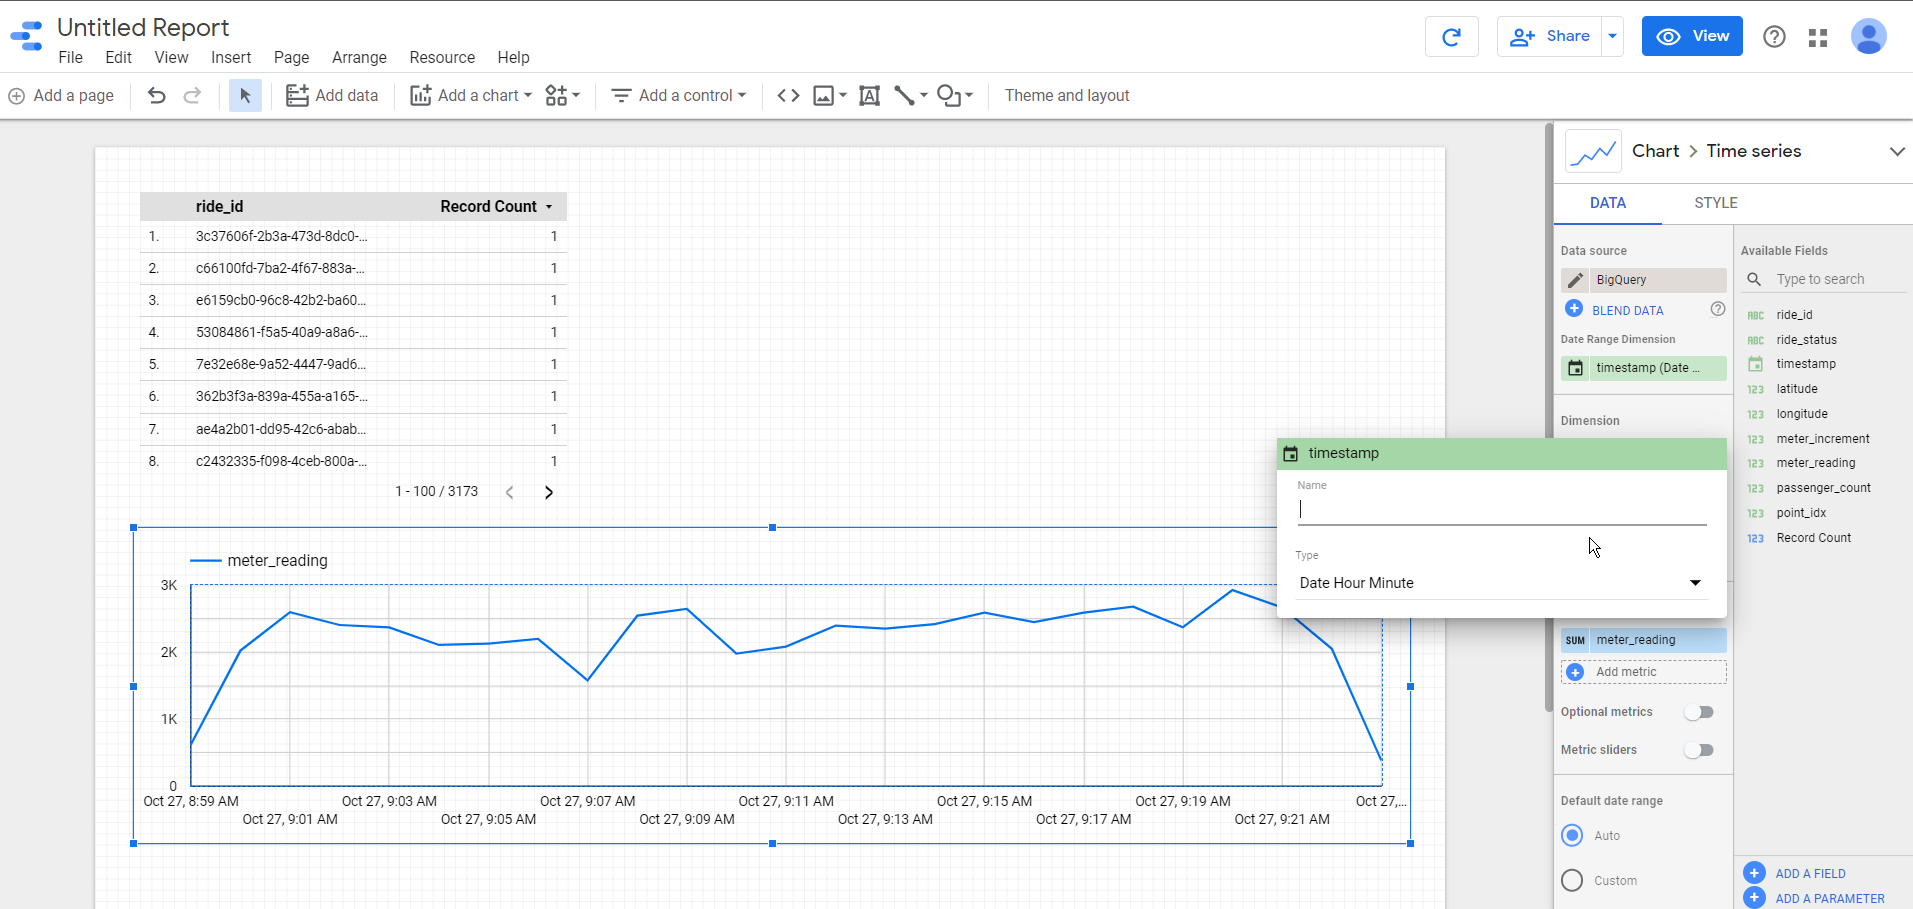 Untitled Report
File Edit View Insert Page Arrange Resource Help
Share View
Add a page Add data Add a chart Add a control Theme and layout
ride_id Record Count
1. 3c37606f-2b3a-473d-8dc0-... 1
2. c66100fd-7ba2-4f67-883a-... 1
3. e6159cb0-96c8-42b2-ba60... 1
4. 53084861-f5a5-40a9-a8a6-... 1
5. 7e32e68e-9a52-4447-9ad6... 1
6. 362b3f3a-839a-455a-a165-... 1
7. ae4a2b01-dd95-42c6-abab... 1
8. c2432335-f098-4ceb-800a-... 1
1 - 100 / 3173
meter_reading
3K
2K
1K
0
Oct 27, 8:59 AM Oct 27, 9:03 AM Oct 27, 9:07 AM Oct 27, 9:11 AM Oct 27, 9:15 AM Oct 27, 9:19 AM Oct 27,...
Oct 27, 9:01 AM Oct 27, 9:05 AM Oct 27, 9:09 AM Oct 27, 9:13 AM Oct 27, 9:17 AM Oct 27, 9:21 AM
timestamp
Name
Type
Date Hour Minute
Chart > Time series
DATA STYLE
Data source
BigQuery
BLEND DATA
Date Range Dimension
timestamp (Date ...
Dimension
SUM meter_reading
Add metric
Optional metrics
Metric sliders
Default date range
Auto
Custom
Available Fields
Type to search
ABC ride_id
ABC ride_status
timestamp
123 latitude
123 longitude
123 meter_increment
123 meter_reading
123 passenger_count
123 point_idx
123 Record Count
ADD A FIELD
ADD A PARAMETER